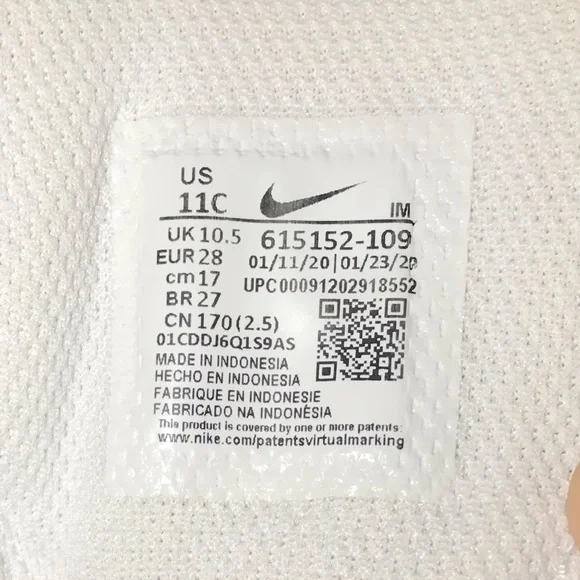 US
11C
IM
UK 10.5 615152-109
EUR 28 01/11/20 | 01/23/20
cm 17 UPC 00091202918552
BR 27
CN 170 (2.5)
01CDDJ6Q1S9AS
MADE IN INDONESIA
HECHO EN INDONESIA
FABRIQUE EN INDONESIE
FABRICADO NA INDONÉSIA
This product is covered by one or more patents:
www.nike.com/patentsvirtualmarking